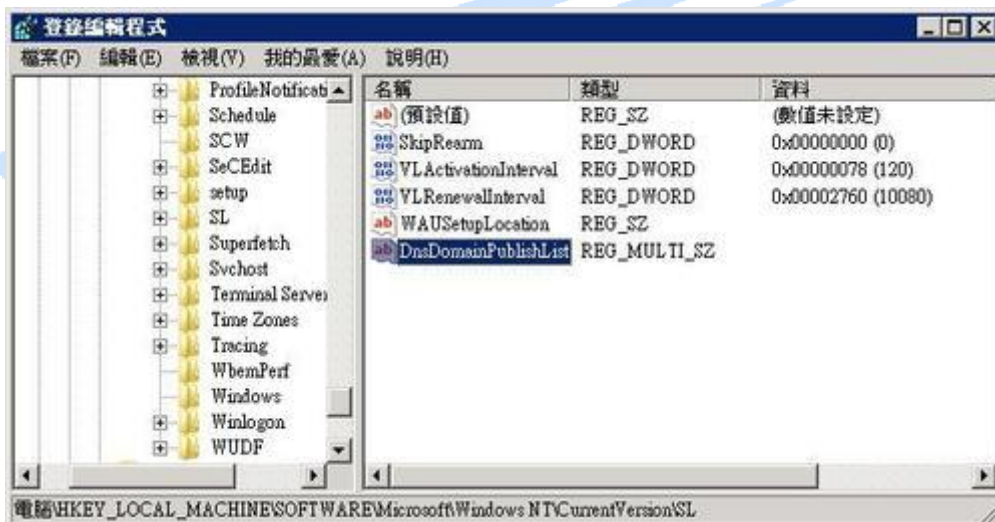 登錄編輯程式
檔案(F) 編輯(E) 檢視(V) 我的最愛(A) 說明(H)
ProfileNotificati
Schedule
SCW
SeCEdit
setup
SL
Superfetch
Svchost
Terminal Server
Time Zones
Tracing
WbemPerf
Windows
Winlogon
WUDF
名稱 類型 資料
(預設值) REG_SZ (數值未設定)
SkipRearm REG_DWORD 0x00000000 (0)
VLActivationInterval REG_DWORD 0x00000078 (120)
VLRenewalInterval REG_DWORD 0x00002760 (10080)
WAUSetupLocation REG_SZ
DnsDomainPublishList REG_MULTI_SZ
電腦\HKEY_LOCAL_MACHINE\SOFTWARE\Microsoft\Windows NT\CurrentVersion\SL